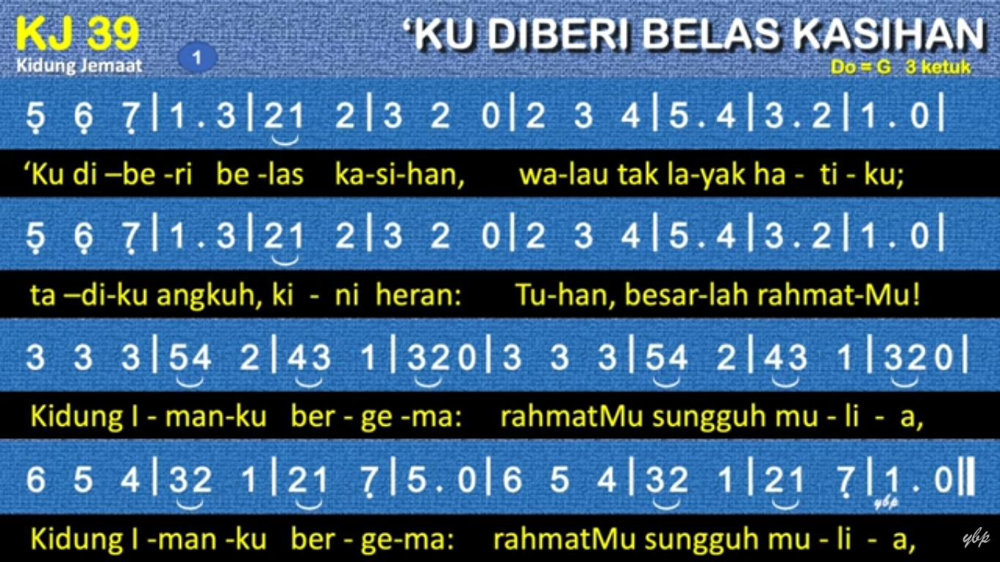 KJ 39
'KU DIBERI BELAS KASIHAN
Kidung Jemaat
1
Do = G 3 ketuk
5̣ 6̣ 7̣ | 1 . 3 | 21 2 | 3 2 0 | 2 3 4 | 5 . 4 | 3 . 2 | 1 . 0 |
‘Ku di –be -ri be -las ka-si-han, wa-lau tak la-yak ha - ti - ku;
5̣ 6̣ 7̣ | 1 . 3 | 21 2 | 3 2 0 | 2 3 4 | 5 . 4 | 3 . 2 | 1 . 0 |
ta –di-ku angkuh, ki - ni heran: Tu-han, besar-lah rahmat-Mu!
3 3 3 | 54 2 | 43 1 | 320 | 3 3 3 | 54 2 | 43 1 | 320 |
Kidung I - man-ku ber - ge -ma: rahmatMu sungguh mu - li - a,
6 5 4 | 32 1 | 21 7̣ | 5 . 0 | 6 5 4 | 32 1 | 21 7̣ | 1 . 0 ||
ybp
Kidung I -man -ku ber - ge-ma: rahmatMu sungguh mu - li - a,
ybp